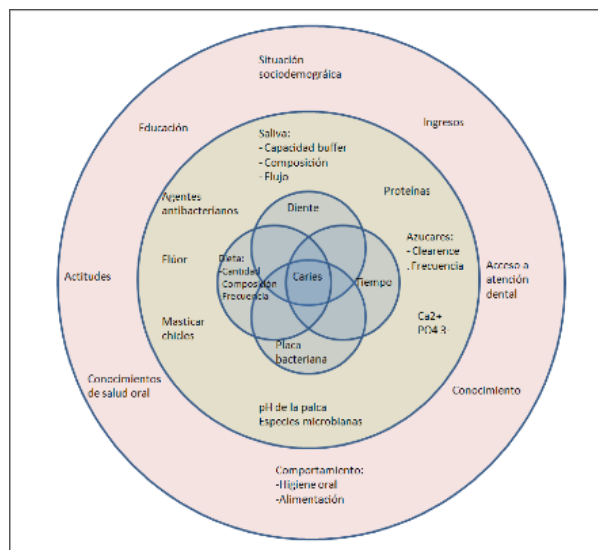 Situación
sociodemográica
Educación
Ingresos
Saliva:
- Capacidad buffer
- Composición
- Flujo
Proteínas
Agentes
antibacterianos
Diente
Azucares:
- Clearence
. Frecuencia
Flúor
Dieta:
-Cantidad
Composición
Frecuencia
Caries
Tiempo
Actitudes
Acceso a
atención
dental
Masticar
chicles
Ca2+
PO4 3-
Placa
bacteriana
Conocimientos
de salud oral
Conocimiento
pH de la palca
Especies microbianas
Comportamiento:
-Higiene oral
-Alimentación